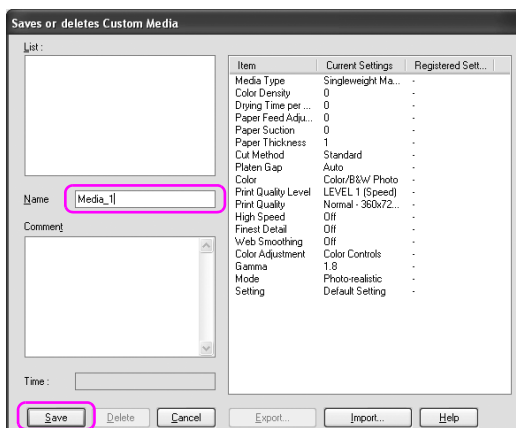 Saves or deletes Custom Media
List :
Name Media_1
Comment
Time :
Item Current Settings Registered Sett...
Media Type Singleweight Ma... -
Color Density 0 -
Drying Time per ... 0 -
Paper Feed Adju... 0 -
Paper Suction 0 -
Paper Thickness 1 -
Cut Method Standard -
Platen Gap Auto -
Color Color/B&W Photo -
Print Quality Level LEVEL 1 (Speed) -
Print Quality Normal - 360x72... -
High Speed Off -
Finest Detail Off -
Web Smoothing Off -
Color Adjustment Color Controls -
Gamma 1.8 -
Mode Photo-realistic -
Setting Default Setting -
Save Delete Cancel Export... Import... Help